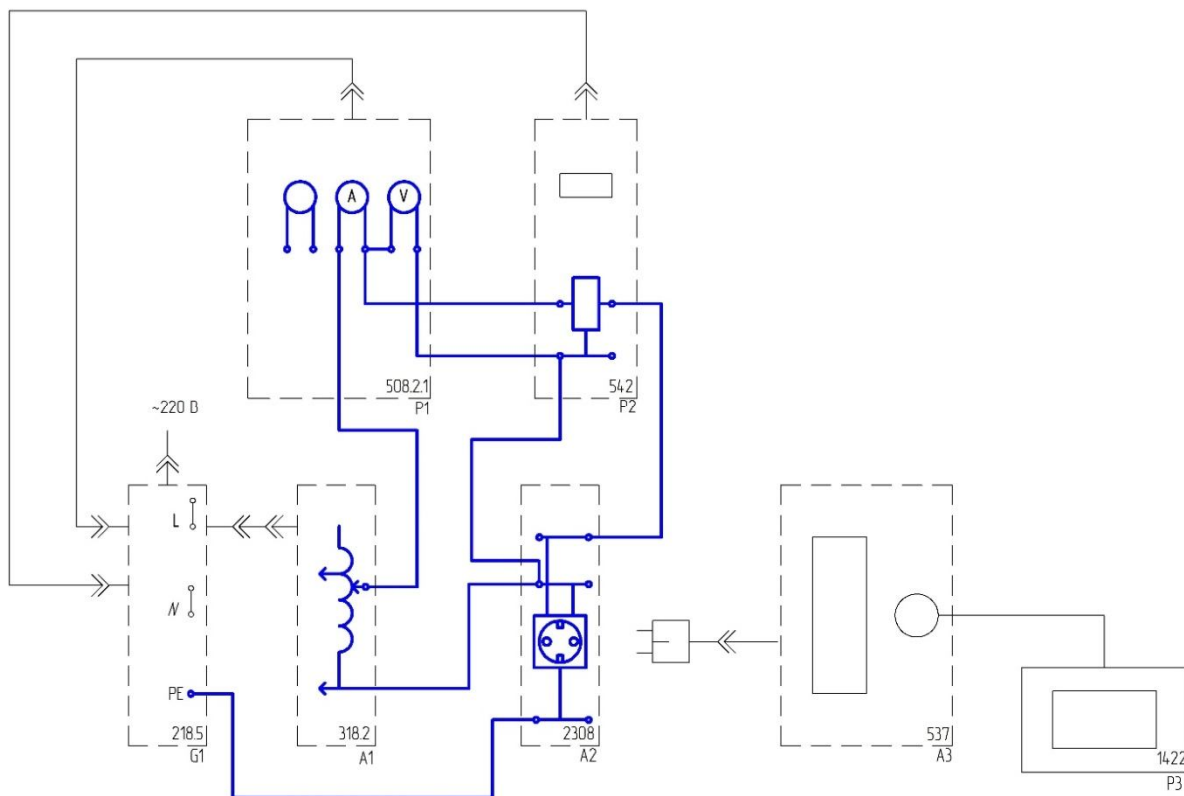 A
V
508.2.1
P1
542
P2
~220 В
L
N
PE
218.5
G1
318.2
A1
2308
A2
537
A3
1422
P3